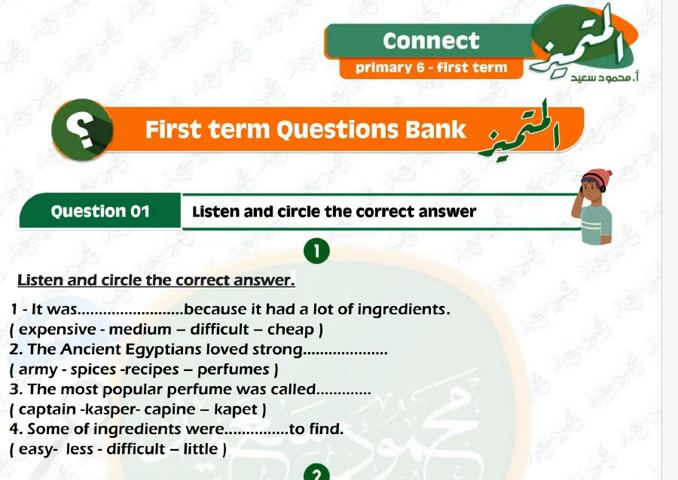 Connect
primary 6 - first term
المتميز
أ. محمود سعيد
First term Questions Bank
المتميز
Question 01
Listen and circle the correct answer
1
Listen and circle the correct answer.
1 - It was.........................because it had a lot of ingredients.
( expensive - medium – difficult – cheap )
2. The Ancient Egyptians loved strong....................
( army - spices -recipes – perfumes )
3. The most popular perfume was called.............
( captain -kasper- capine – kapet )
4. Some of ingredients were...............to find.
( easy-  less - difficult – little )
2
محمود سعيد